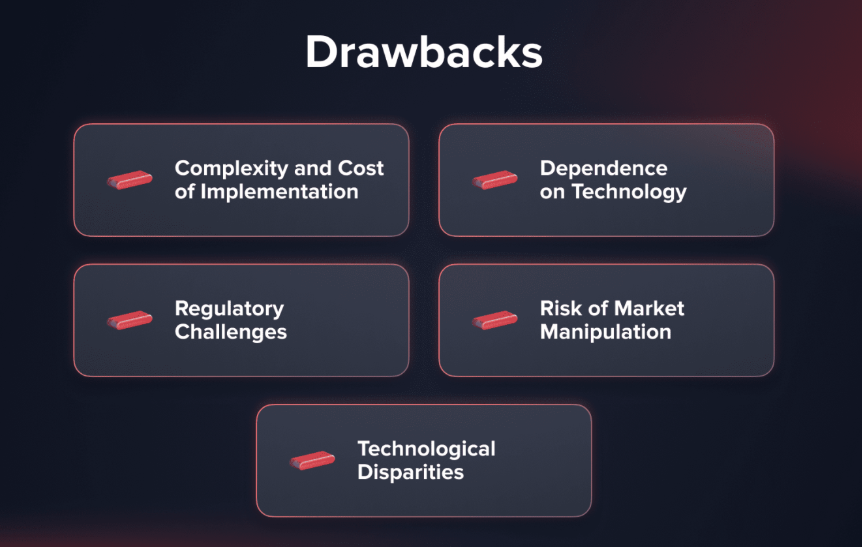 Drawbacks
Complexity and Cost
of Implementation
Dependence
on Technology
Regulatory
Challenges
Risk of Market
Manipulation
Technological
Disparities